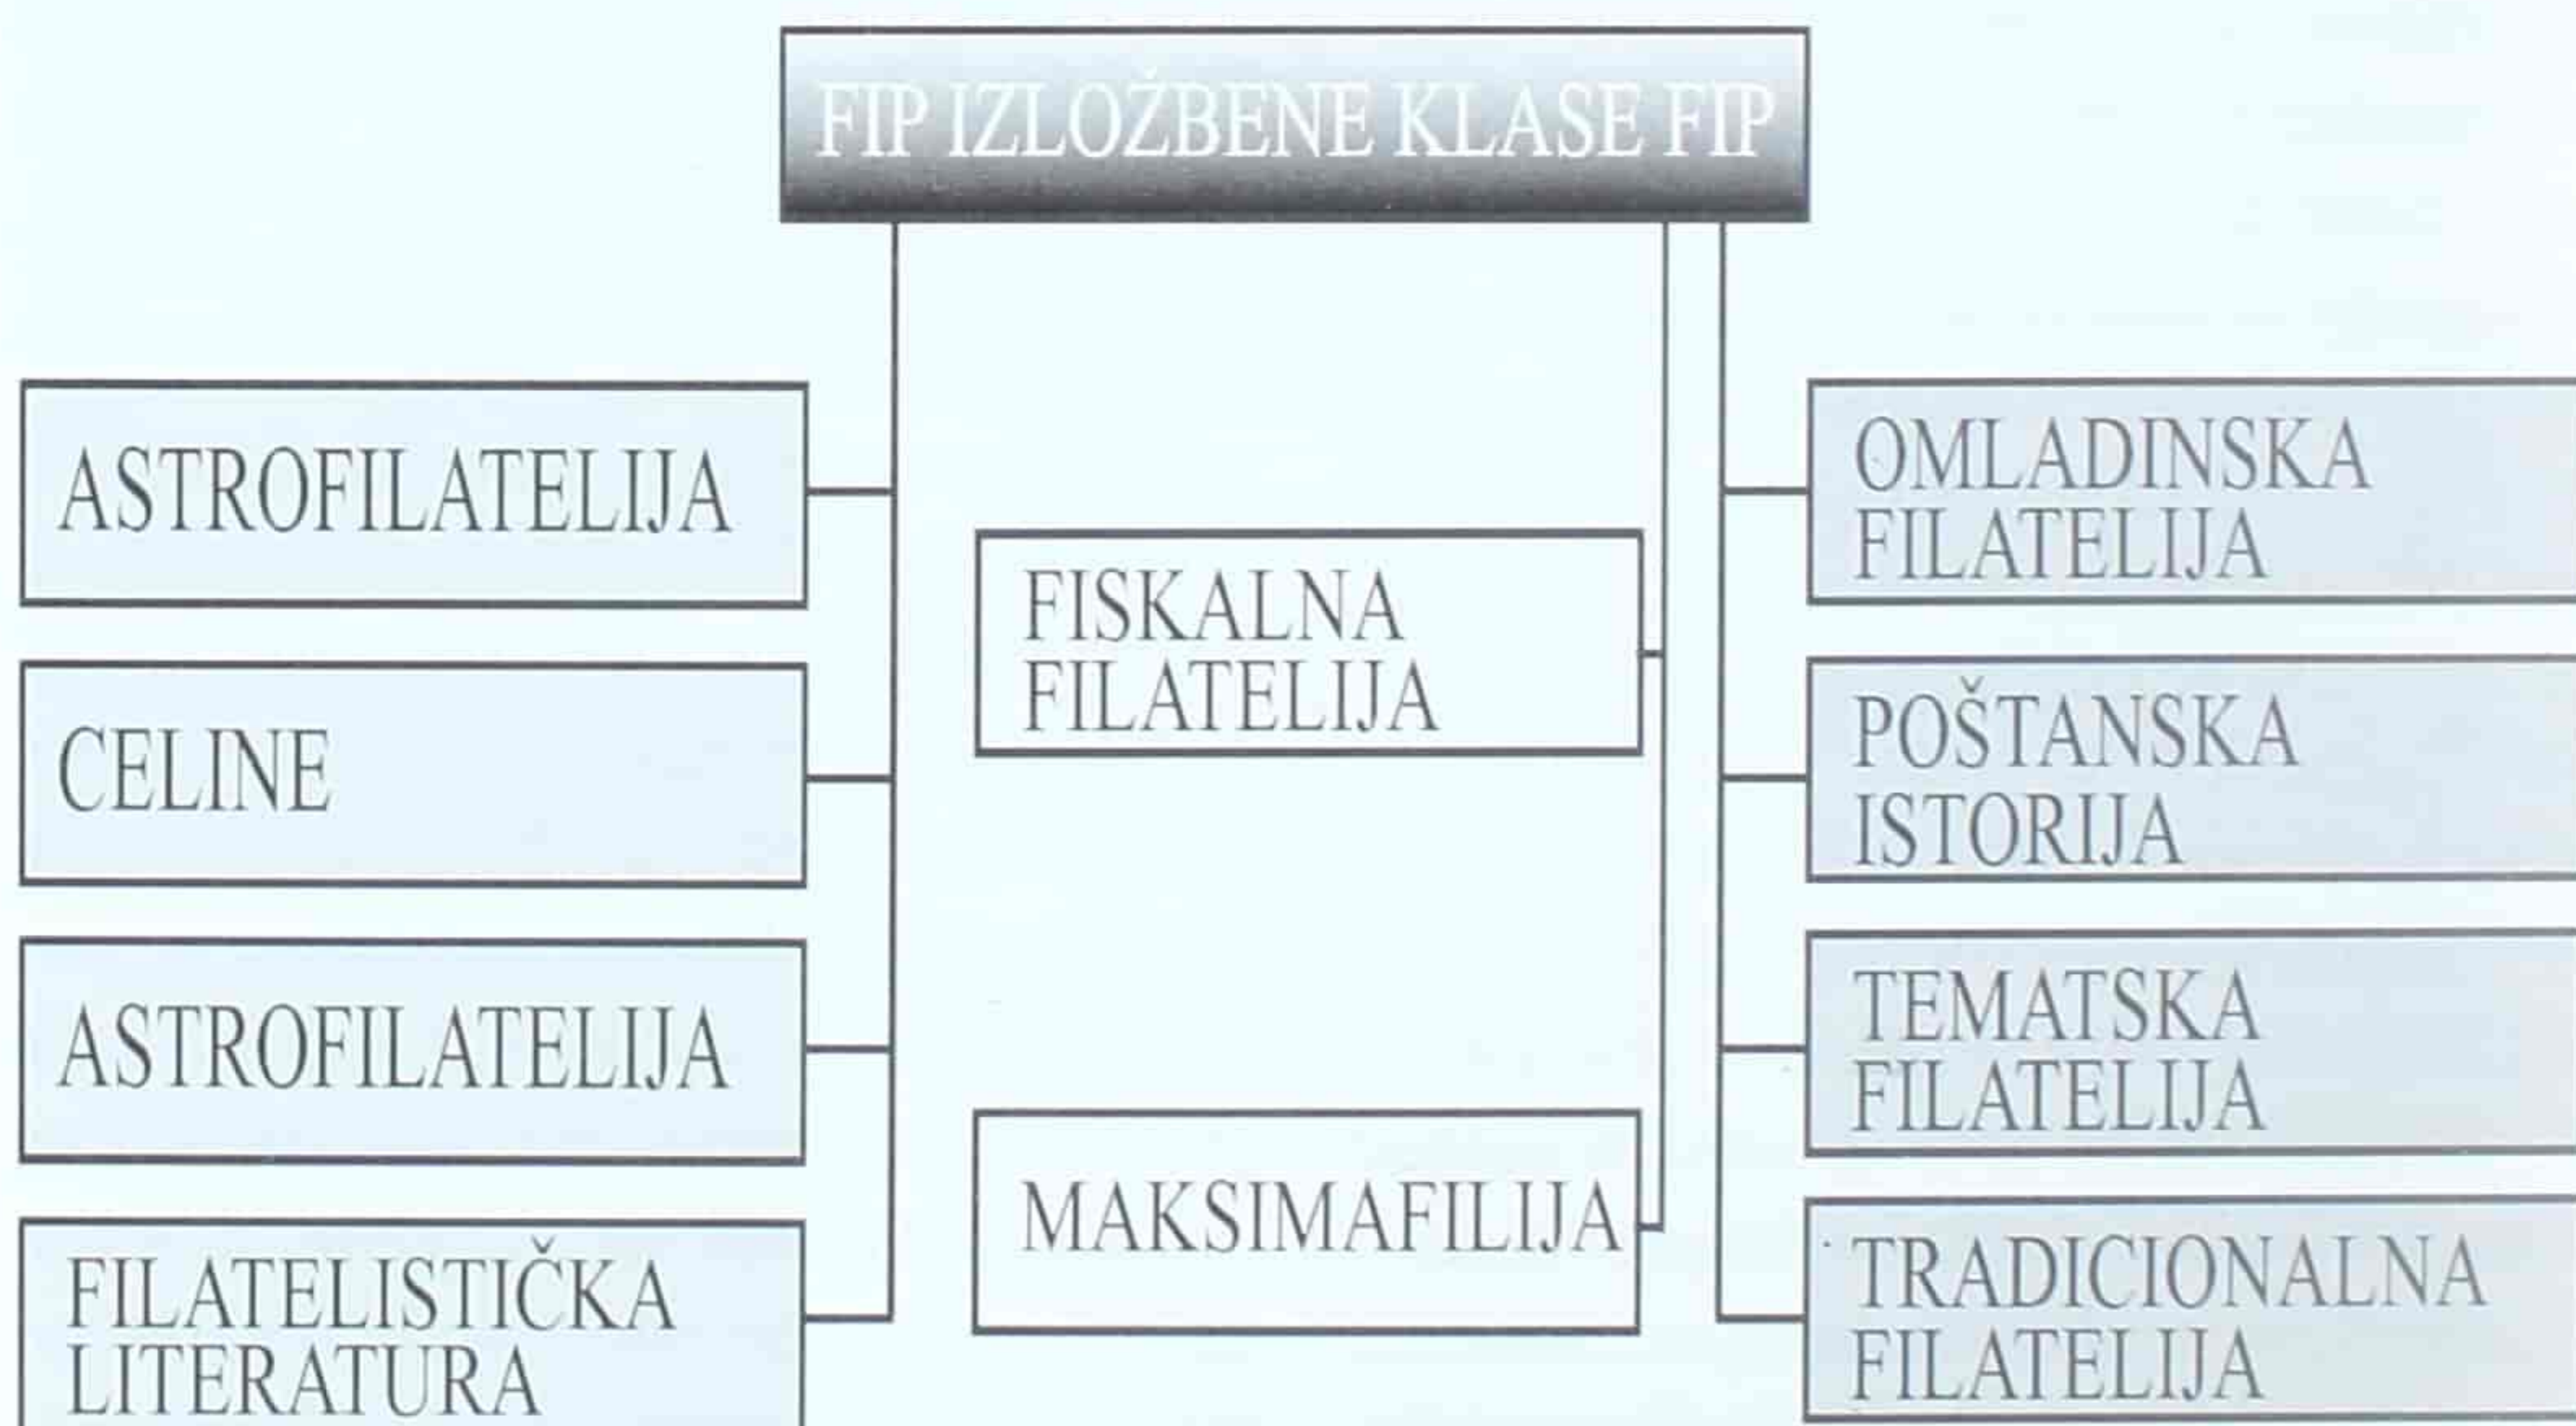 FIP IZLOŽBENE KLASE FIP
ASTROFILATELIJA
CELINE
ASTROFILATELIJA
FILATELISTIČKA
LITERATURA
FISKALNA
FILATELIJA
MAKSIMAFILIJA
OMLADINSKA
FILATELIJA
POŠTANSKA
ISTORIJA
TEMATSKA
FILATELIJA
TRADICIONALNA
FILATELIJA